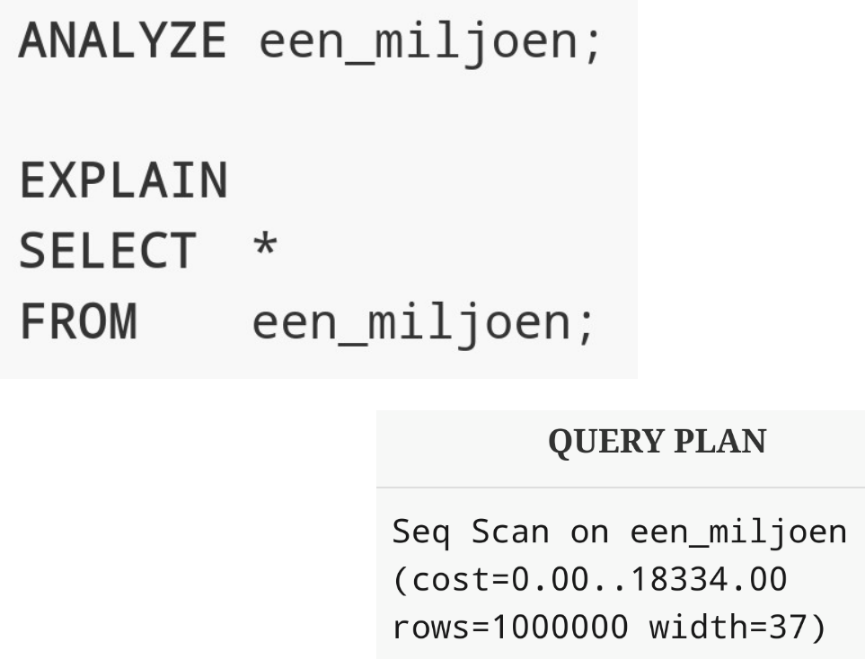 ANALYZE een_miljoen;
EXPLAIN
SELECT *
FROM een_miljoen;
QUERY PLAN
Seq Scan on een_miljoen
(cost=0.00..18334.00
rows=1000000 width=37)